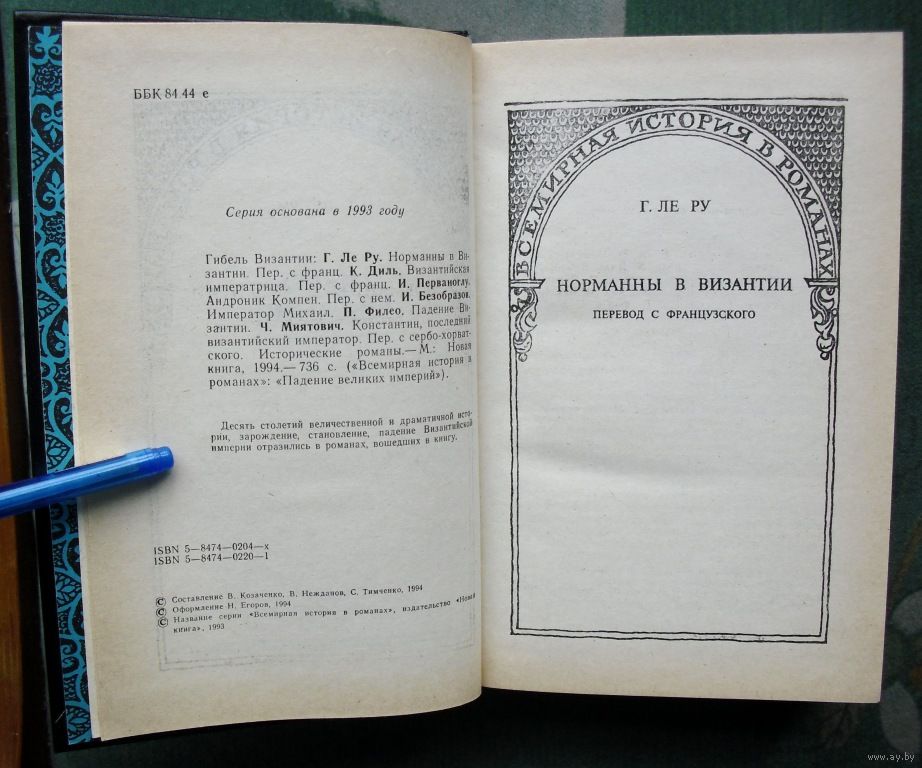 ББК 84 44 е
Серия основана в 1993 году
Гибель Византии: Г. Ле Ру. Норманны в Ви-
зантии. Пер. с франц. К. Диль. Византийская
императрица. Пер. с франц. И. Перваноглу.
Андроник Компен. Пер. с нем. И. Безобразов.
Император Михаил. П. Филео. Падение Ви-
зантии. Ч. Миятович. Константин, последний
византийский император. Пер. с сербо-хорват-
ского. Исторические романы.— М.: Новая
книга, 1994.— 736 с. («Всемирная история в
романах»: «Падение великих империй»).
Десять столетий величественной и драматичной исто-
рии, зарождение, становление, падение Византийской
империи отразились в романах, вошедших в книгу.
ISBN 5—8474—0204—x
ISBN 5—8474—0220—1
© Составление В. Козаченко, В. Нежданов, С. Тимченко, 1994
© Оформление Н. Егоров, 1994
© Название серии «Всемирная история в романах», издательство «Новая
книга», 1993
ВСЕМИРНАЯ ИСТОРИЯ В РОМАНАХ
Г. ЛЕ РУ
НОРМАННЫ В ВИЗАНТИИ
ПЕРЕВОД С ФРАНЦУЗСКОГО
www.ay.by